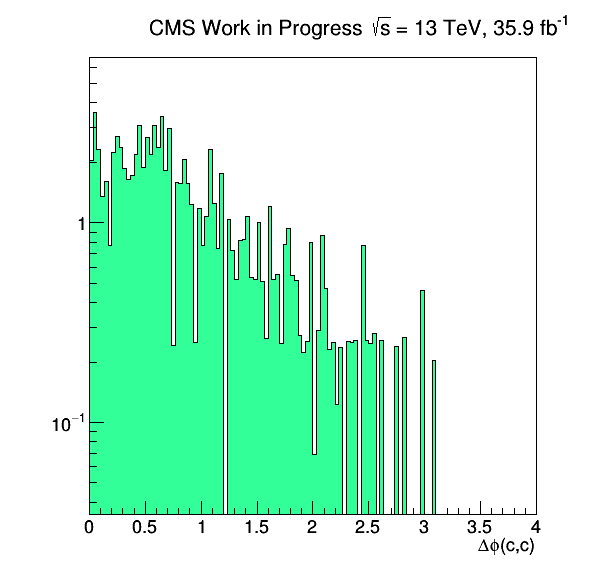 CMS Work in Progress √s = 13 TeV, 35.9 fb⁻¹
1
10⁻¹
0 0.5 1 1.5 2 2.5 3 3.5 4
Δϕ(c,c)